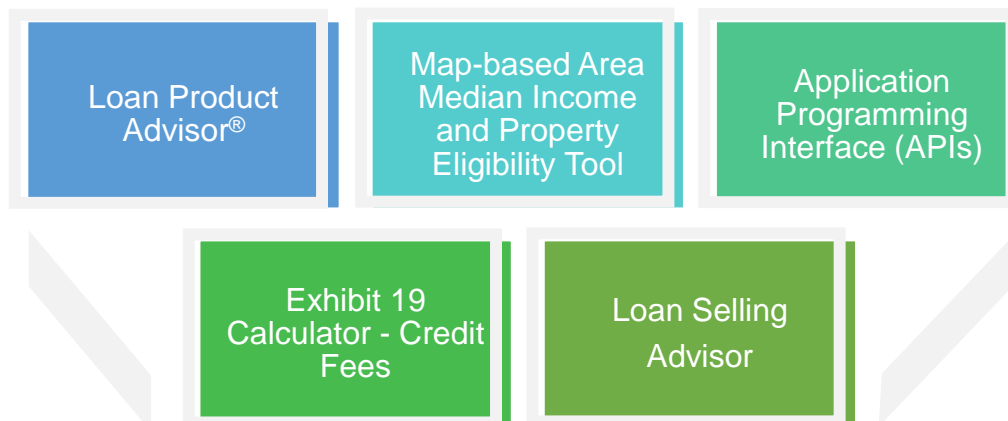 Loan Product
Advisor®
Map-based Area
Median Income
and Property
Eligibility Tool
Application
Programming
Interface (APIs)
Exhibit 19
Calculator - Credit
Fees
Loan Selling
Advisor